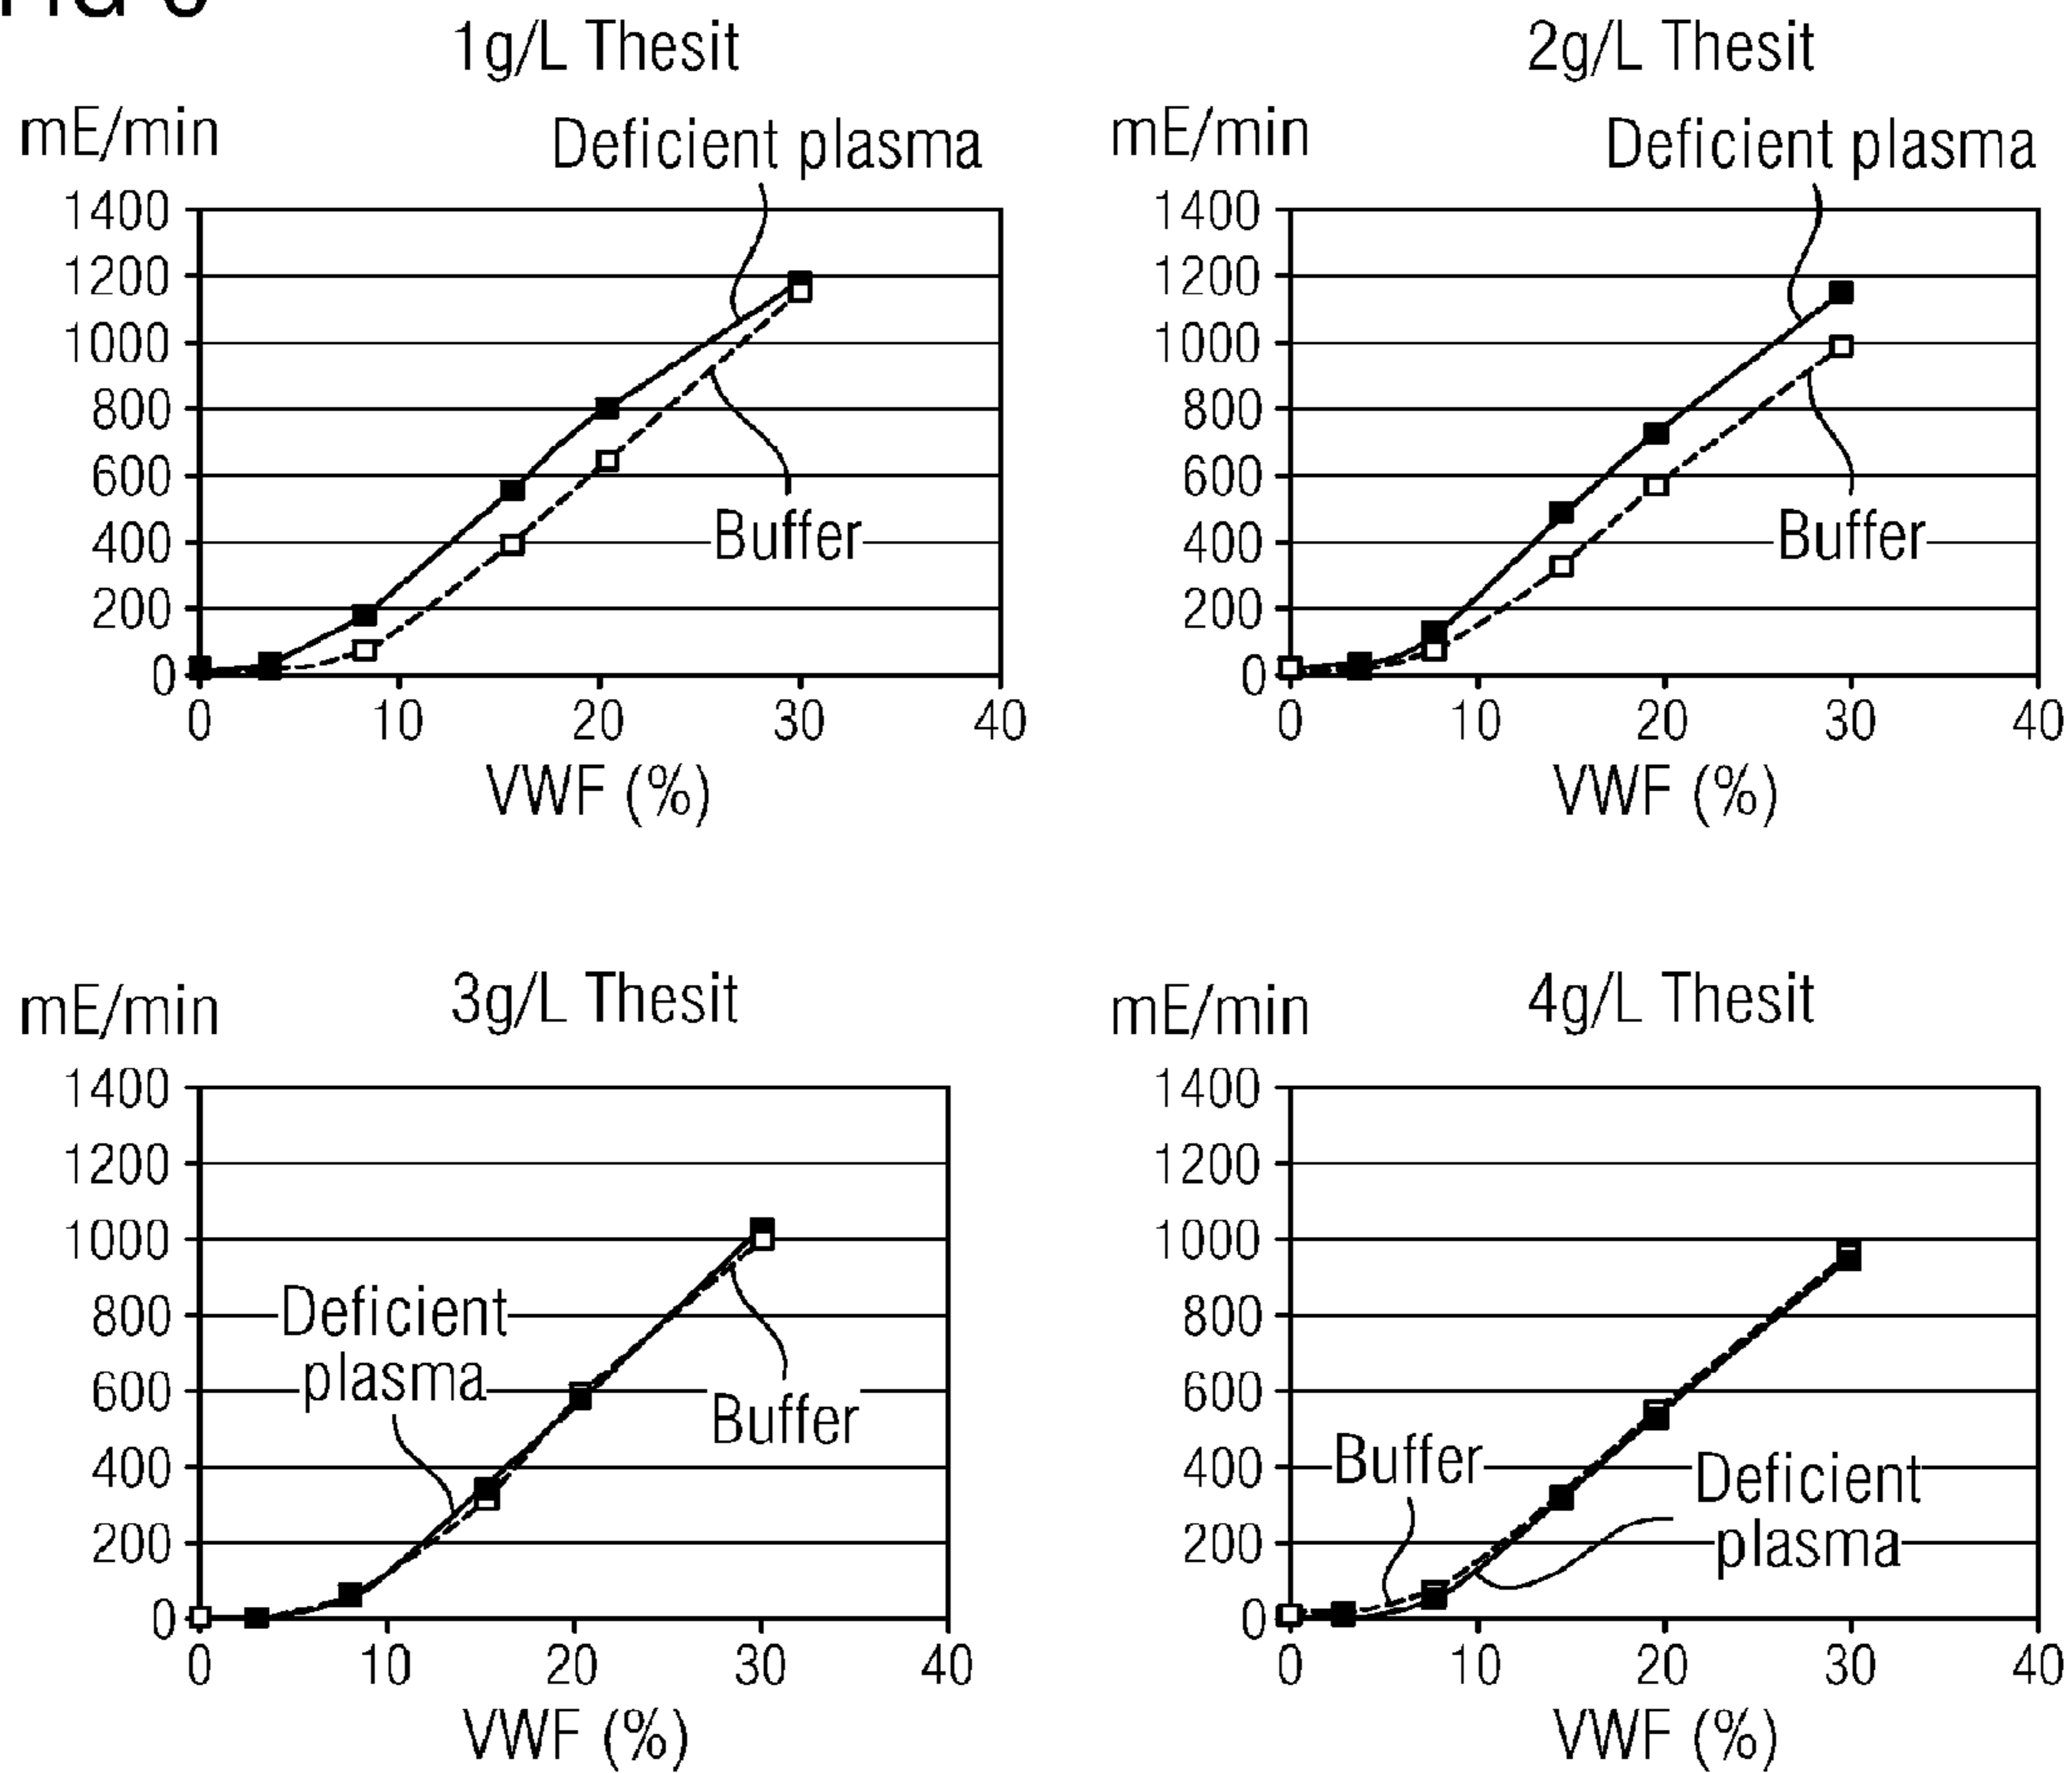 1g/L Thesit
mE/min
Deficient plasma
1400
1200
1000
800
600
400
200
0
Buffer
0 10 20 30 40
VWF (%)
2g/L Thesit
mE/min
Deficient plasma
1400
1200
1000
800
600
400
200
0
Buffer
0 10 20 30 40
VWF (%)
3g/L Thesit
mE/min
1400
1200
1000
800
600
400
200
0
Deficient
plasma
Buffer
0 10 20 30 40
VWF (%)
4g/L Thesit
mE/min
1400
1200
1000
800
600
400
200
0
Buffer
Deficient
plasma
0 10 20 30 40
VWF (%)